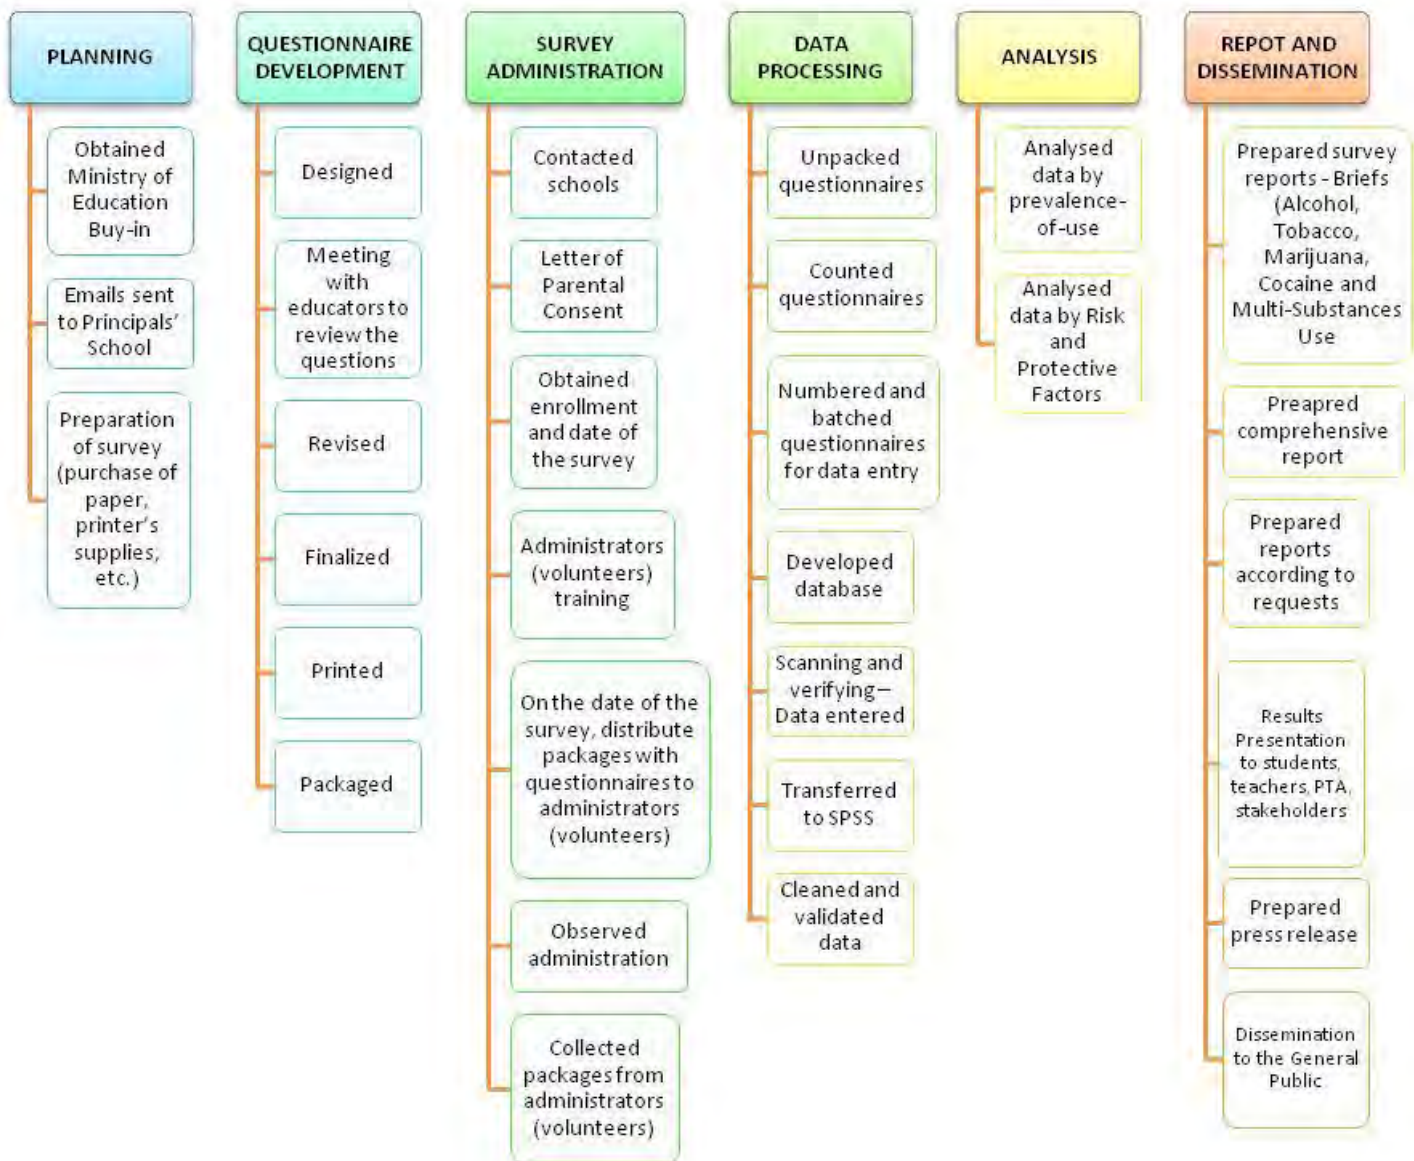 PLANNING
Obtained
Ministry of
Education
Buy-in
Emails sent
to Principals'
School
Preparation
of survey
(purchase of
paper,
printer's
supplies,
etc.)
QUESTIONNAIRE
DEVELOPMENT
Designed
Meeting
with
educators to
review the
questions
Revised
Finalized
Printed
Packaged
SURVEY
ADMINISTRATION
Contacted
schools
Letter of
Parental
Consent
Obtained
enrollment
and date of
the survey
Administrators
(volunteers)
training
On the date of the
survey, distribute
packages with
questionnaires to
administrators
(volunteers)
Observed
administration
Collected
packages from
administrators
(volunteers)
DATA
PROCESSING
Unpacked
questionnaires
Counted
questionnaires
Numbered and
batched
questionnaires
for data entry
Developed
database
Scanning and
verifying–
Data entered
Transferred
to SPSS
Cleaned and
validated
data
ANALYSIS
Analysed
data by
prevalence-
of-use
Analysed
data by Risk
and
Protective
Factors
REPOT AND
DISSEMINATION
Prepared survey
reports - Briefs
(Alcohol,
Tobacco,
Marijuana,
Cocaine and
Multi-Substances
Use
Preapred
comprehensive
report
Prepared
reports
according to
requests
Results
Presentation
to students,
teachers, PTA,
stakeholders
Prepared
press release
Dissemination
to the General
Public